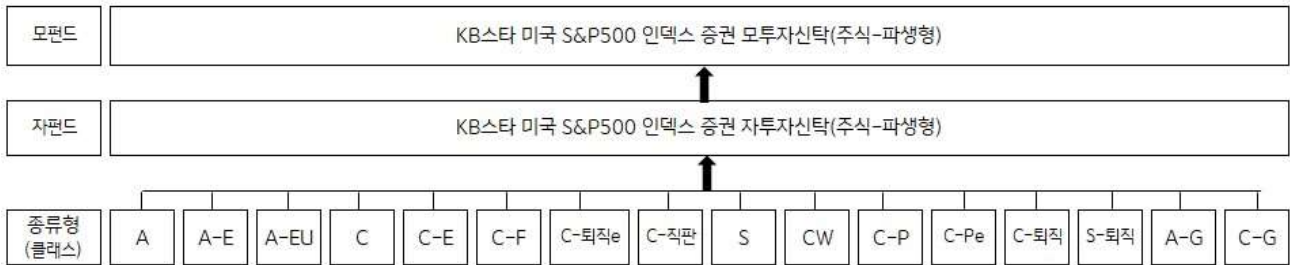 모펀드
KB스타 미국 S&P500 인덱스 증권 모투자신탁(주식-파생형)
자펀드
KB스타 미국 S&P500 인덱스 증권 자투자신탁(주식-파생형)
종류형
(클래스)
A
A-E
A-EU
C
C-E
C-F
C-퇴직e
C-직판
S
CW
C-P
C-Pe
C-퇴직
S-퇴직
A-G
C-G